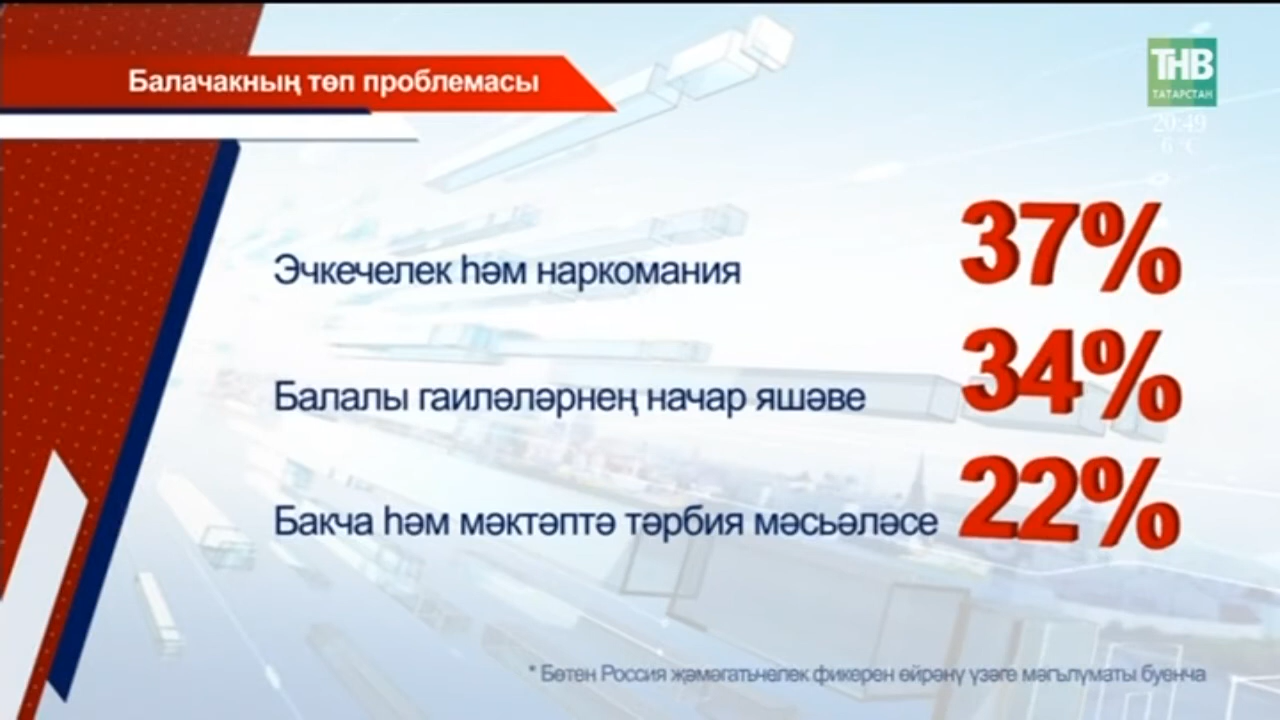 Балачакның төп проблемасы
ТНВ
ТАТАРСТАН
20:49
6 °C
Эчкечелек һәм наркомания
37%
Балалы гаиләләрнең начар яшәве
34%
Бакча һәм мәктәптә тәрбия мәсьәләсе
22%
* Бөтен Россия җәмәгатьчелек фикерен өйрәнү үзәге мәгълүматы буенча